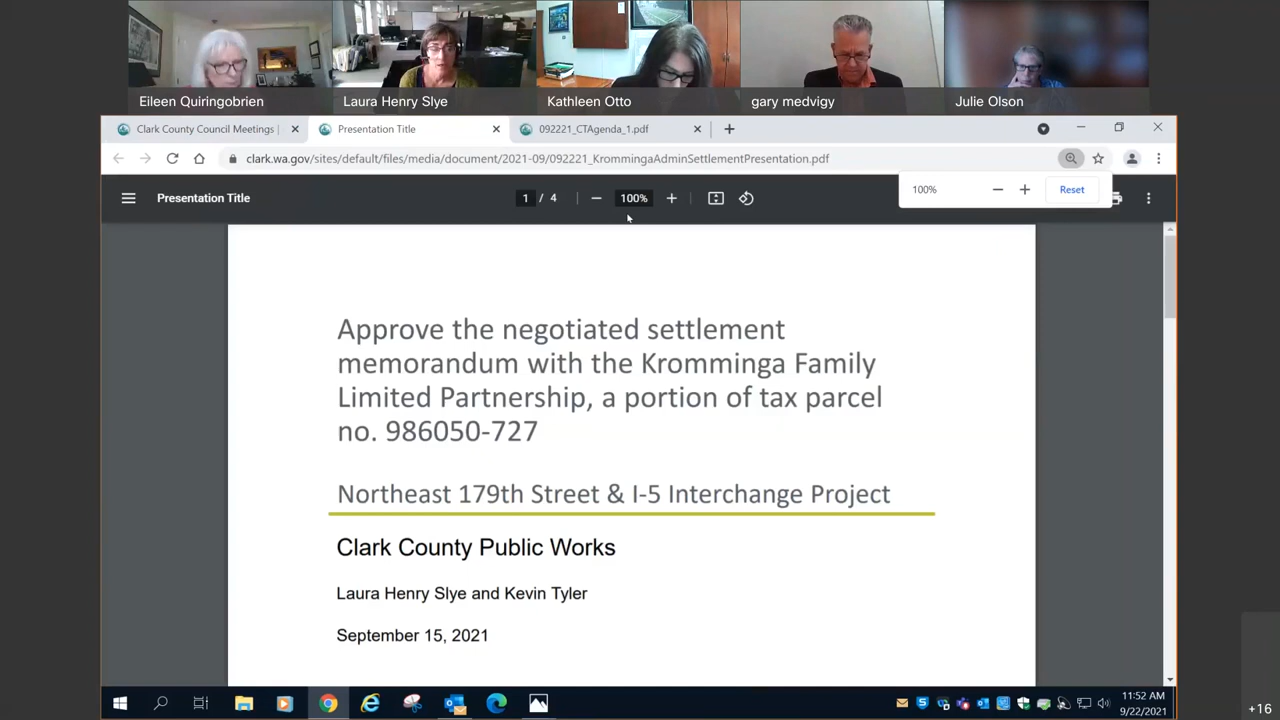 Eileen Quiringobrien
Laura Henry Slye
Kathleen Otto
gary medvigy
Julie Olson
Clark County Council Meetings |
Presentation Title
092221_CTAgenda_1.pdf
clark.wa.gov/sites/default/files/media/document/2021-09/092221_KrommingaAdminSettlementPresentation.pdf
100%
Reset
Presentation Title
1 / 4
100%
Approve the negotiated settlement
memorandum with the Kromminga Family
Limited Partnership, a portion of tax parcel
no. 986050-727
Northeast 179th Street & I-5 Interchange Project
Clark County Public Works
Laura Henry Slye and Kevin Tyler
September 15, 2021
11:52 AM
9/22/2021
+16